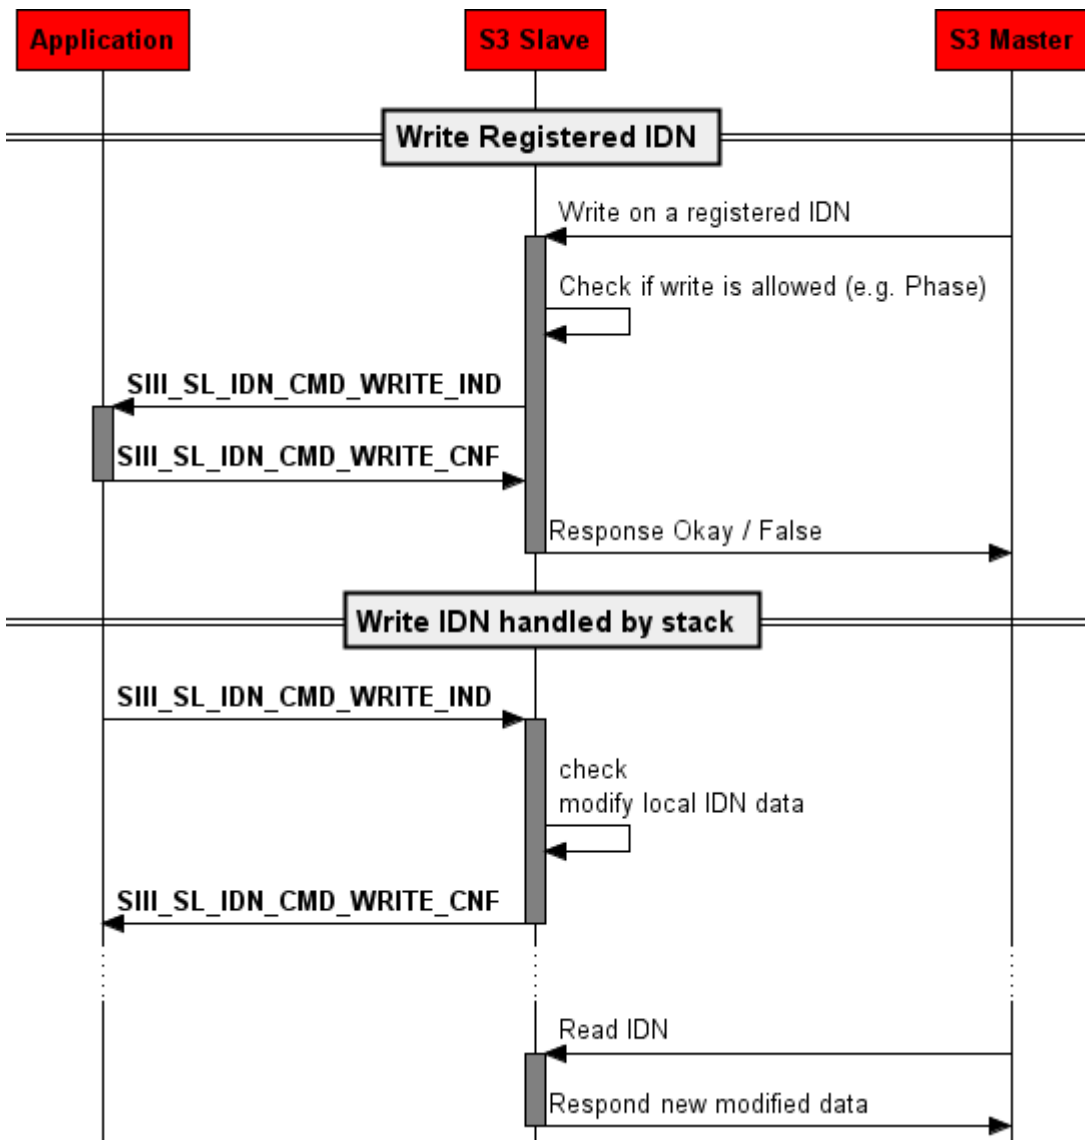 Application
S3 Slave
S3 Master
Write Registered IDN
Write on a registered IDN
Check if write is allowed (e.g. Phase)
SIII_SL_IDN_CMD_WRITE_IND
SIII_SL_IDN_CMD_WRITE_CNF
Response Okay / False
Write IDN handled by stack
SIII_SL_IDN_CMD_WRITE_IND
check
modify local IDN data
SIII_SL_IDN_CMD_WRITE_CNF
Read IDN
Respond new modified data